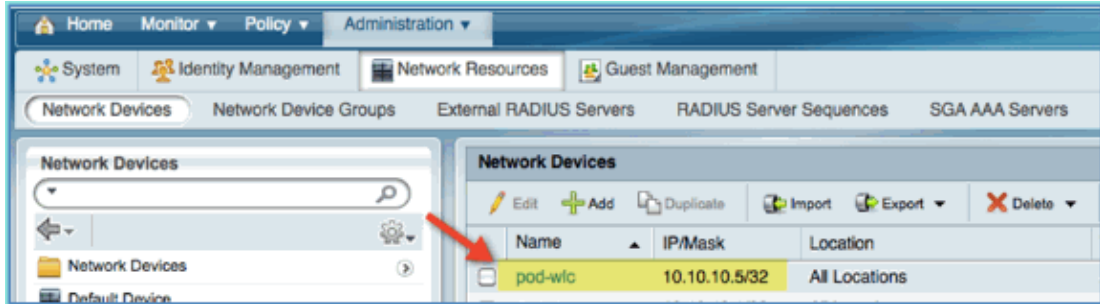 Home Monitor Policy Administration
System Identity Management Network Resources Guest Management
Network Devices Network Device Groups External RADIUS Servers RADIUS Server Sequences SGA AAA Servers
Network Devices
Network Devices
Default Device
Network Devices
Edit Add Duplicate Import Export Delete
Name IP/Mask Location
pod-wlc 10.10.10.5/32 All Locations